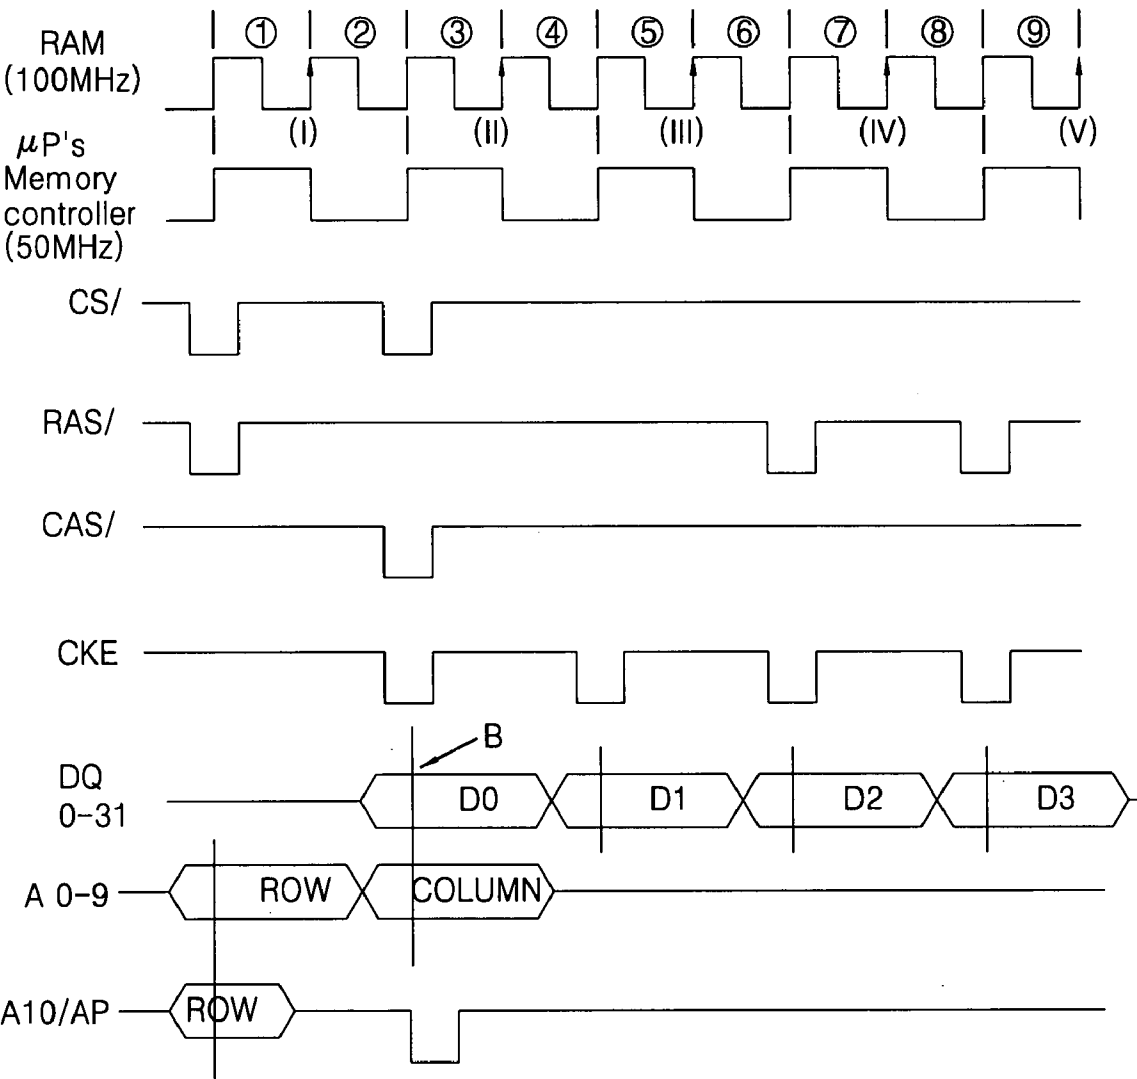 RAM
(100MHz)
① ② ③ ④ ⑤ ⑥ ⑦ ⑧ ⑨
(I) (II) (III) (IV) (V)
μP's
Memory
controller
(50MHz)
CS/
RAS/
CAS/
CKE
B
DQ
0-31
D0 D1 D2 D3
A 0-9
ROW COLUMN
A10/AP
ROW